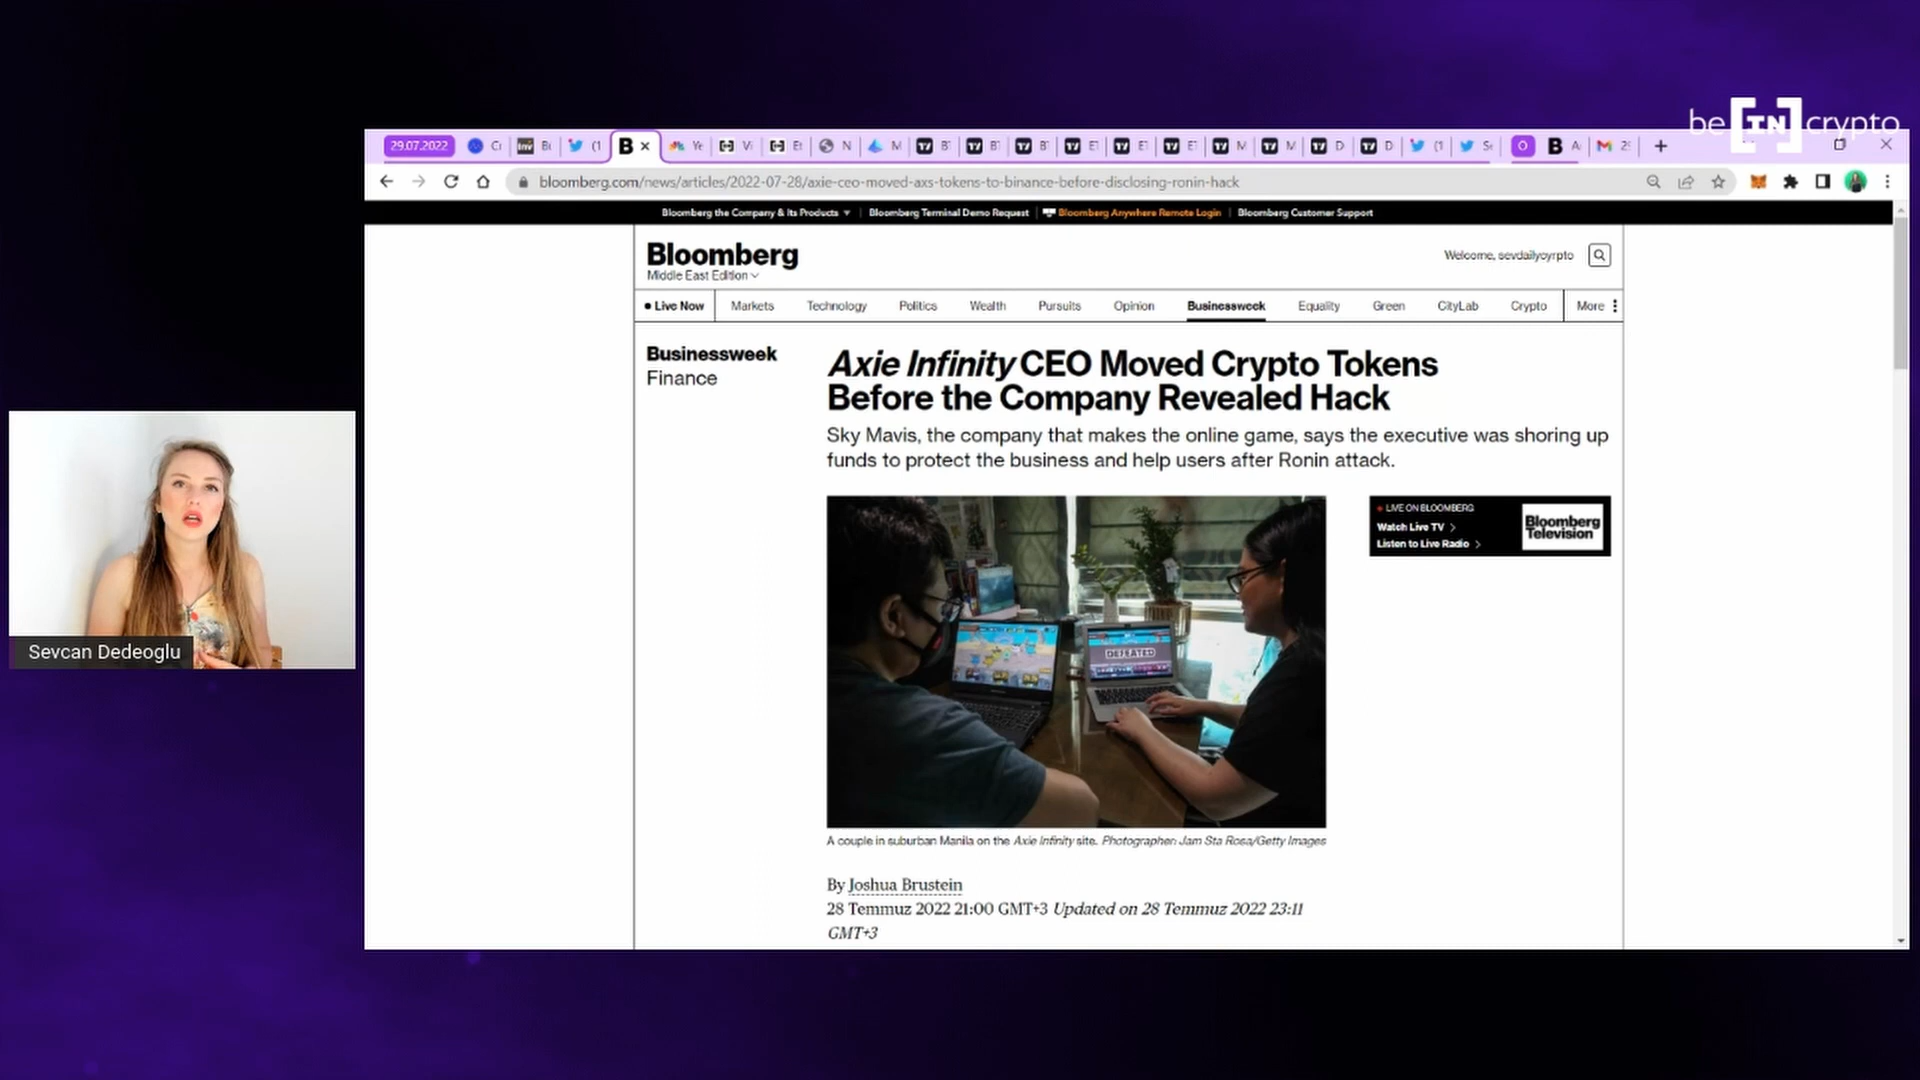 be[IN]crypto
29.07.2022
bloomberg.com/news/articles/2022-07-28/axie-ceo-moved-axs-tokens-to-binance-before-disclosing-ronin-hack
Bloomberg the Company & Its Products
Bloomberg Terminal Demo Request
Bloomberg Anywhere Remote Login
Bloomberg Customer Support
Bloomberg
Middle East Edition
Welcome, sevdailycyrpto
Live Now
Markets
Technology
Politics
Wealth
Pursuits
Opinion
Businessweek
Equality
Green
CityLab
Crypto
More
Businessweek
Finance
Axie Infinity CEO Moved Crypto Tokens
Before the Company Revealed Hack
Sky Mavis, the company that makes the online game, says the executive was shoring up
funds to protect the business and help users after Ronin attack.
LIVE ON BLOOMBERG
Watch Live TV
Listen to Live Radio
Bloomberg
Television
DEFEATED
A couple in suburban Manila on the Axie Infinity site. Photographer: Jam Sta Rosa/Getty Images
By Joshua Brustein
28 Temmuz 2022 21:00 GMT+3 Updated on 28 Temmuz 2022 23:11
GMT+3
Sevcan Dedeoglu